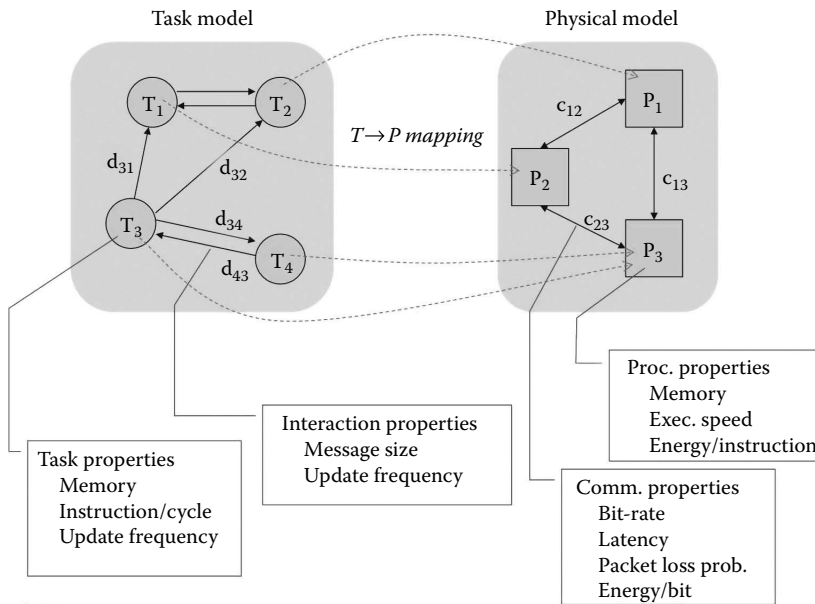 Task model
Physical model
T1
T2
T3
T4
d31
d32
d34
d43
T→P mapping
P1
P2
P3
c12
c13
c23
Task properties
Memory
Instruction/cycle
Update frequency
Interaction properties
Message size
Update frequency
Proc. properties
Memory
Exec. speed
Energy/instruction
Comm. properties
Bit-rate
Latency
Packet loss prob.
Energy/bit